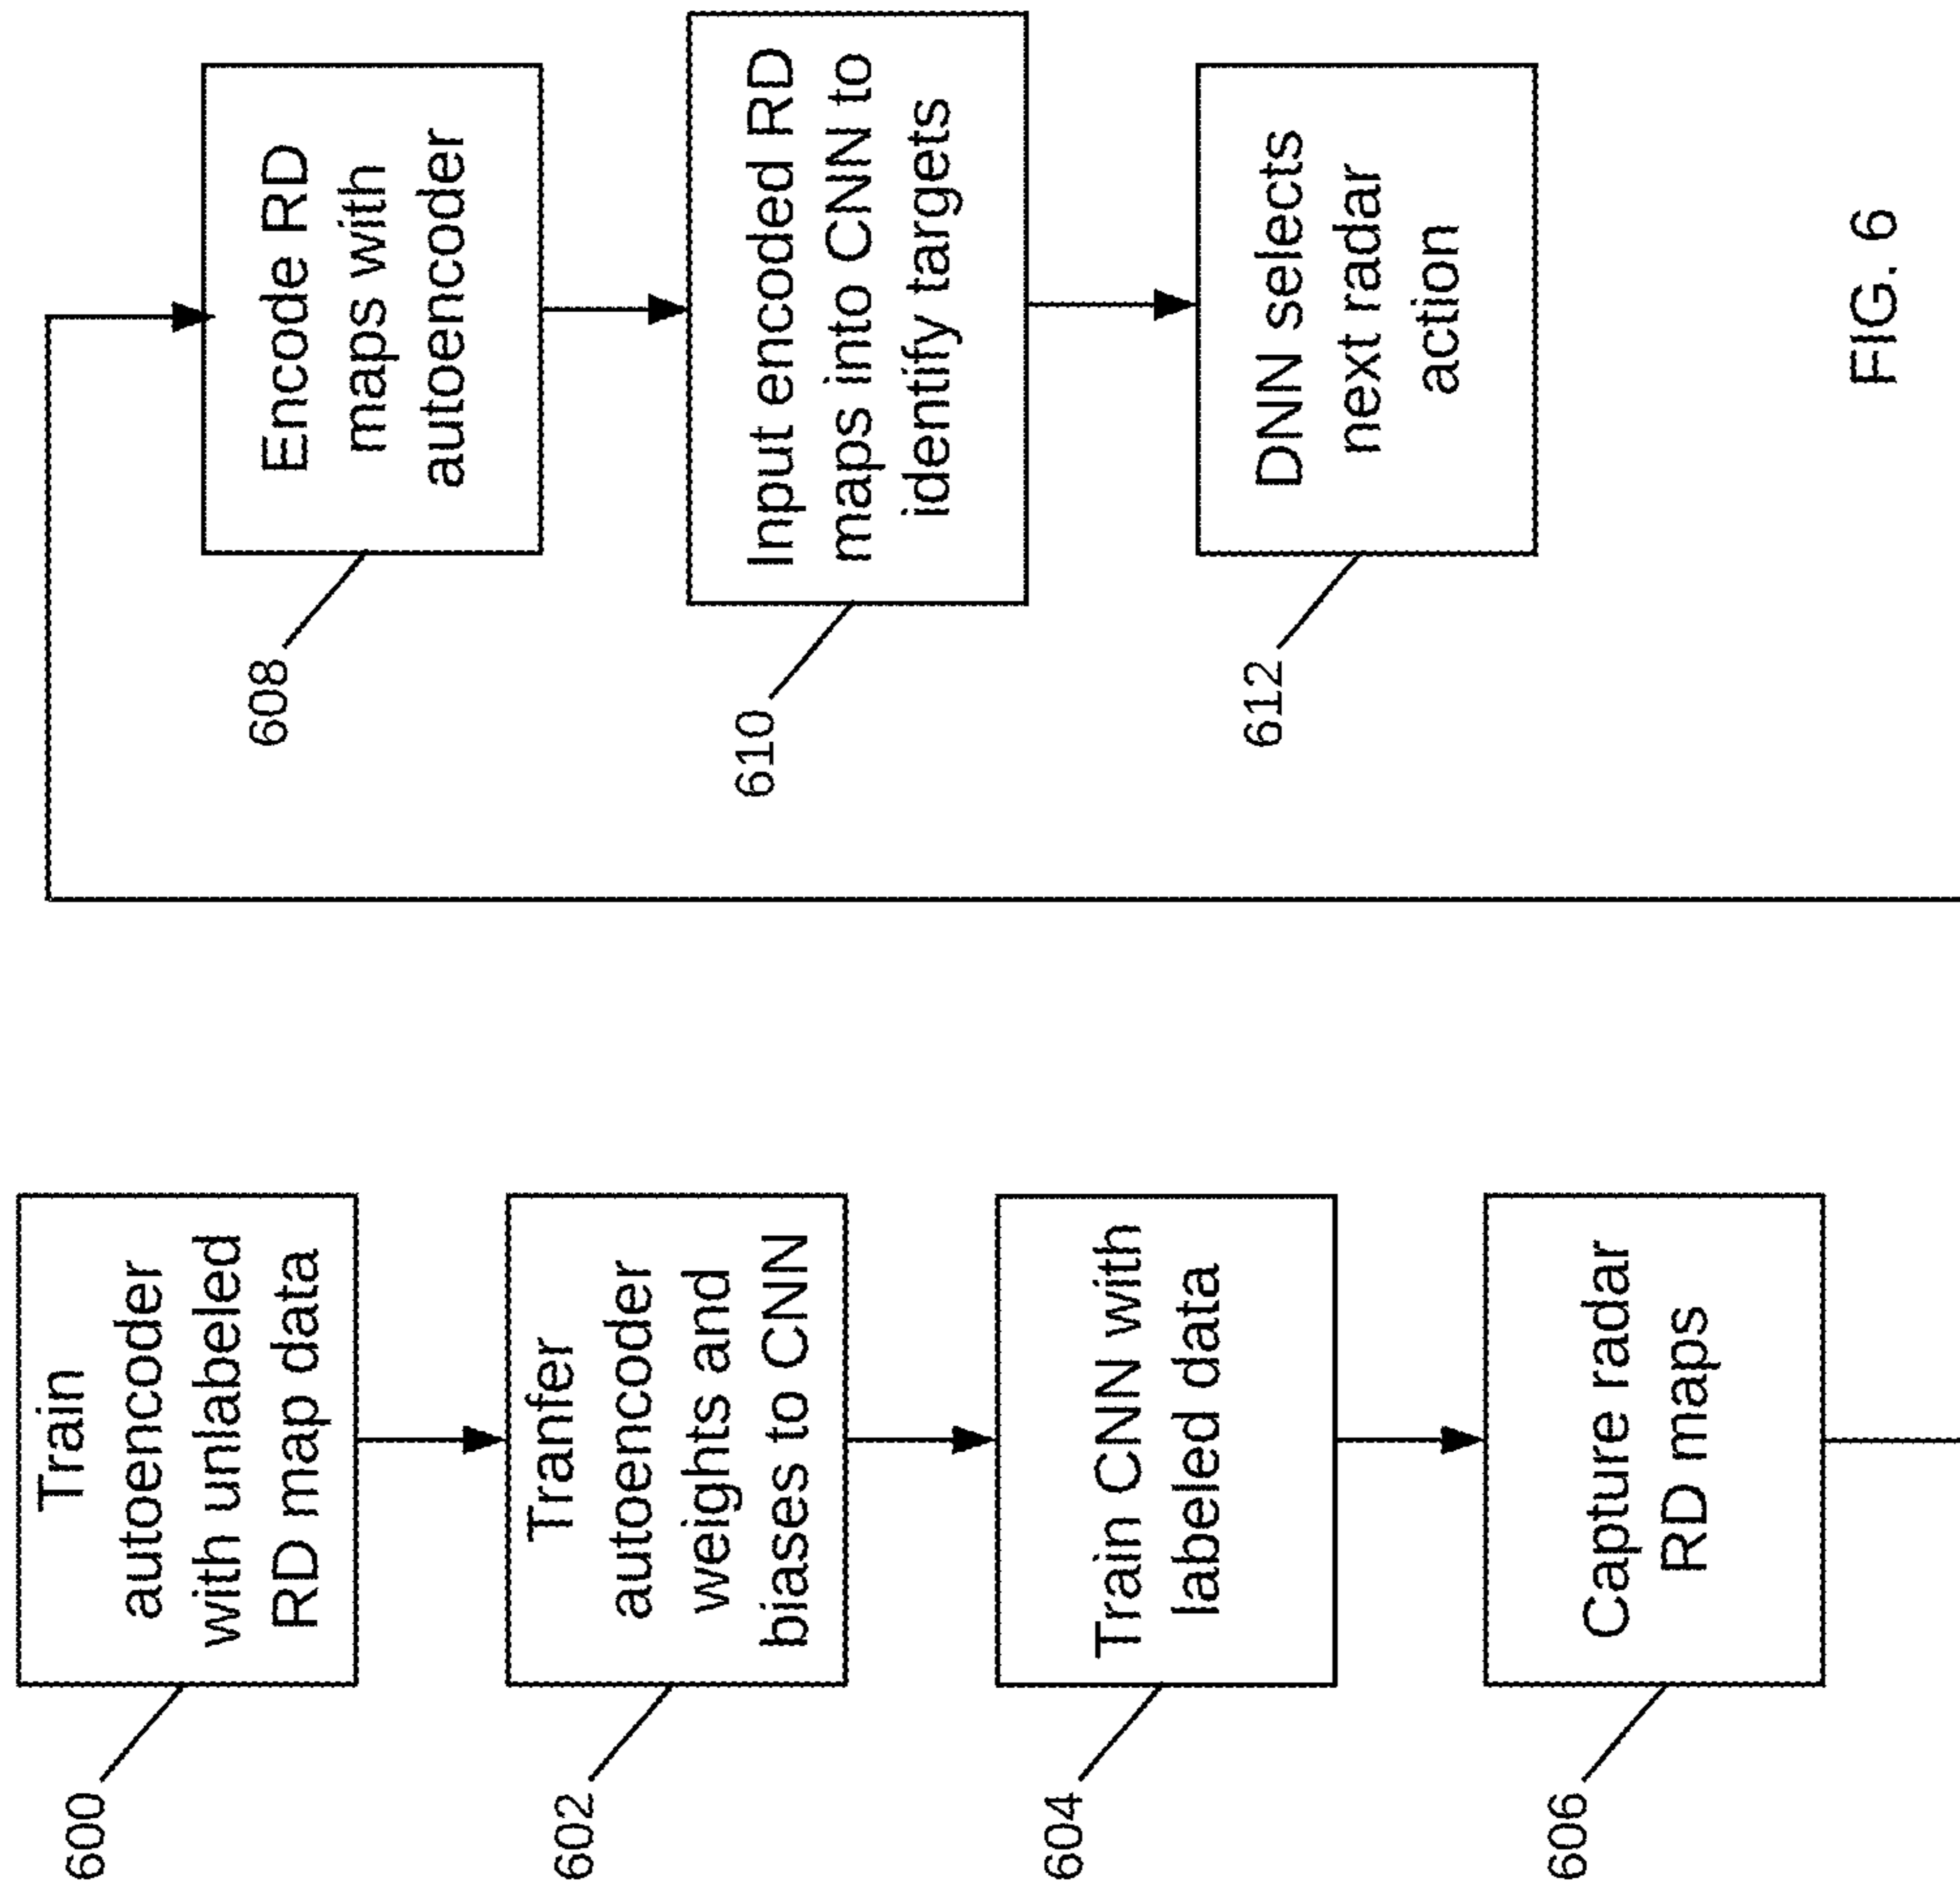 600
Train
autoencoder
with unlabeled
RD map data
602
Tranfer
autoencoder
weights and
biases to CNN
604
Train CNN with
labeled data
606
Capture radar
RD maps
608
Encode RD
maps with
autoencoder
610
Input encoded RD
maps into CNN to
identify targets
612
DNN selects
next radar
action
FIG. 6